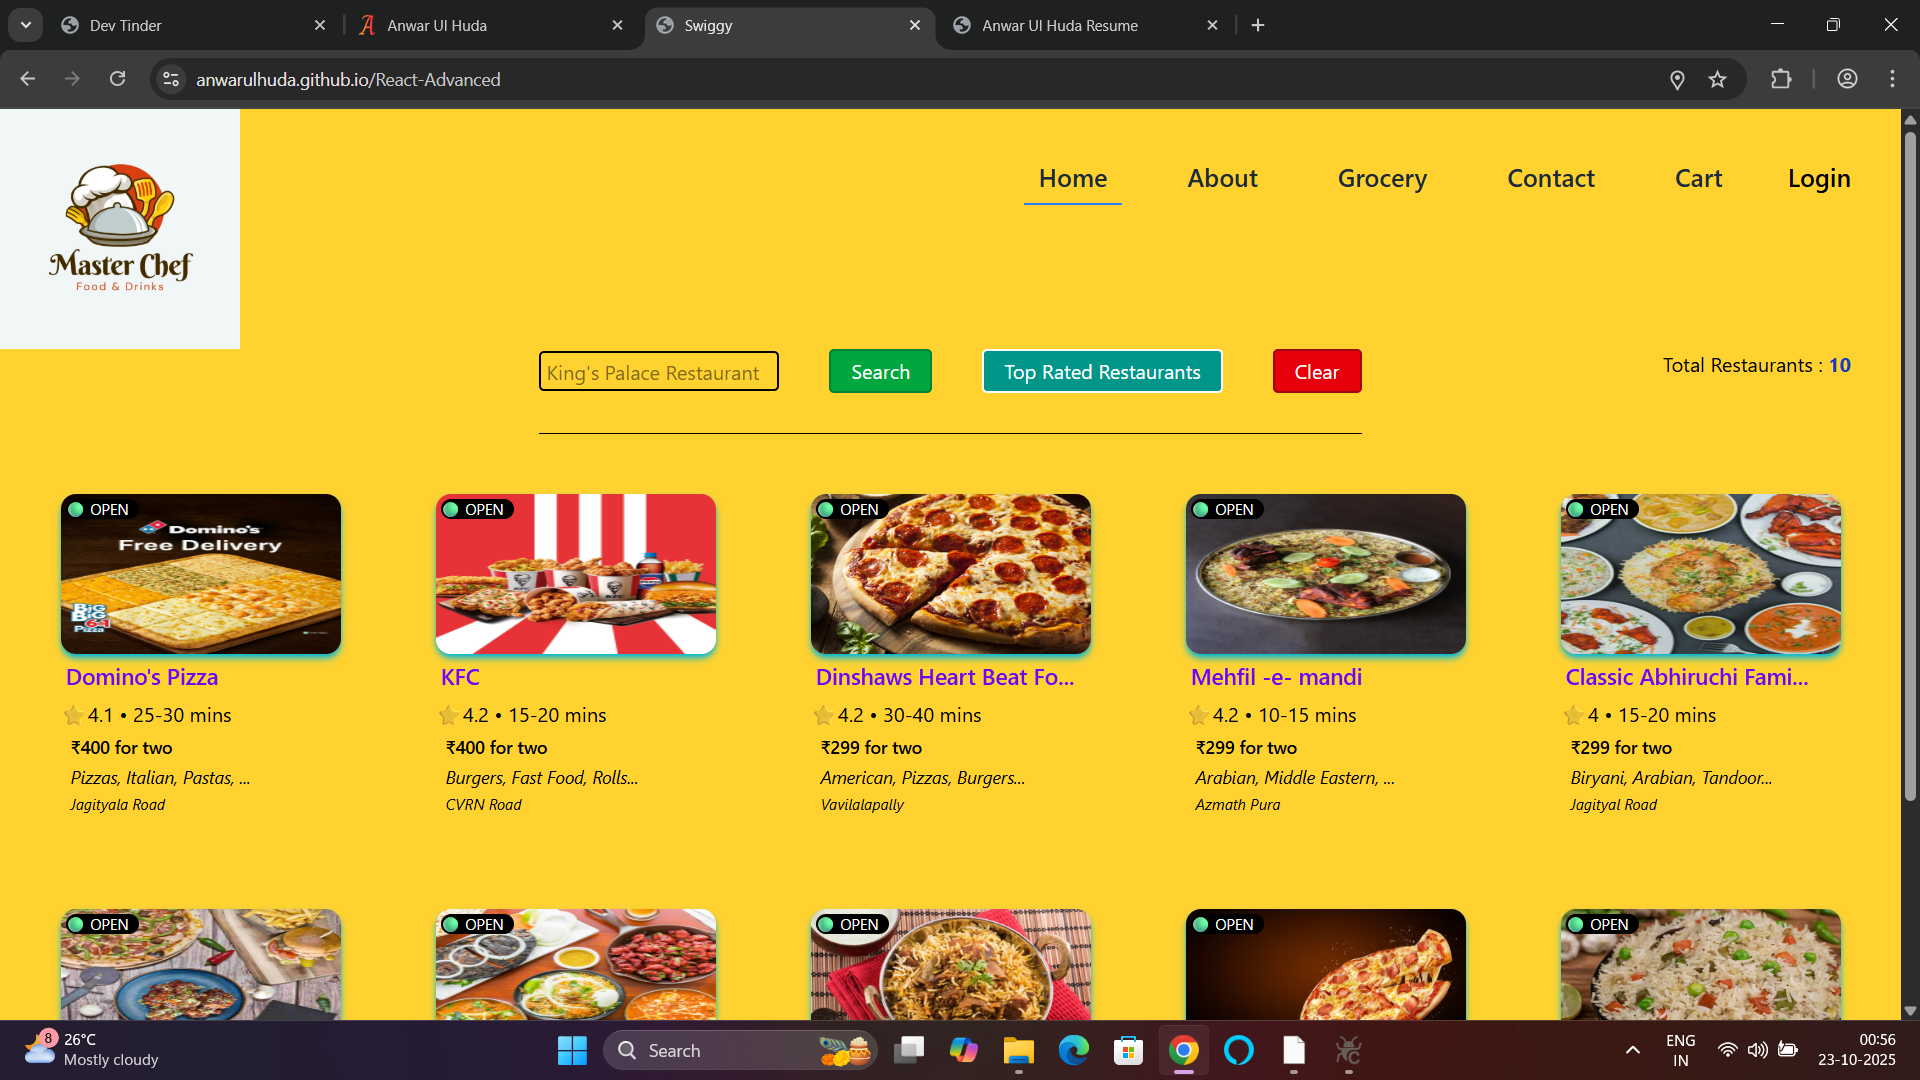 Dev Tinder
Anwar Ul Huda
Swiggy
Anwar Ul Huda Resume
anwarulhuda.github.io/React-Advanced
Master Chef
Food & Drinks
Home
About
Grocery
Contact
Cart
Login
King's Palace Restaurant
Search
Top Rated Restaurants
Clear
Total Restaurants : 10
OPEN
Domino's
Free Delivery
BIG
BIG
6in1
Pizza
Domino's Pizza
4.1 • 25-30 mins
₹400 for two
Pizzas, Italian, Pastas, ...
Jagityala Road
OPEN
KFC
4.2 • 15-20 mins
₹400 for two
Burgers, Fast Food, Rolls...
CVRN Road
OPEN
Dinshaws Heart Beat Fo...
4.2 • 30-40 mins
₹299 for two
American, Pizzas, Burgers...
Vavilalapally
OPEN
Mehfil -e- mandi
4.2 • 10-15 mins
₹299 for two
Arabian, Middle Eastern, ...
Azmath Pura
OPEN
Classic Abhiruchi Fami...
4 • 15-20 mins
₹299 for two
Biryani, Arabian, Tandoor...
Jagityal Road
OPEN
OPEN
OPEN
OPEN
OPEN
8
26°C
Mostly cloudy
Search
ENG
IN
00:56
23-10-2025